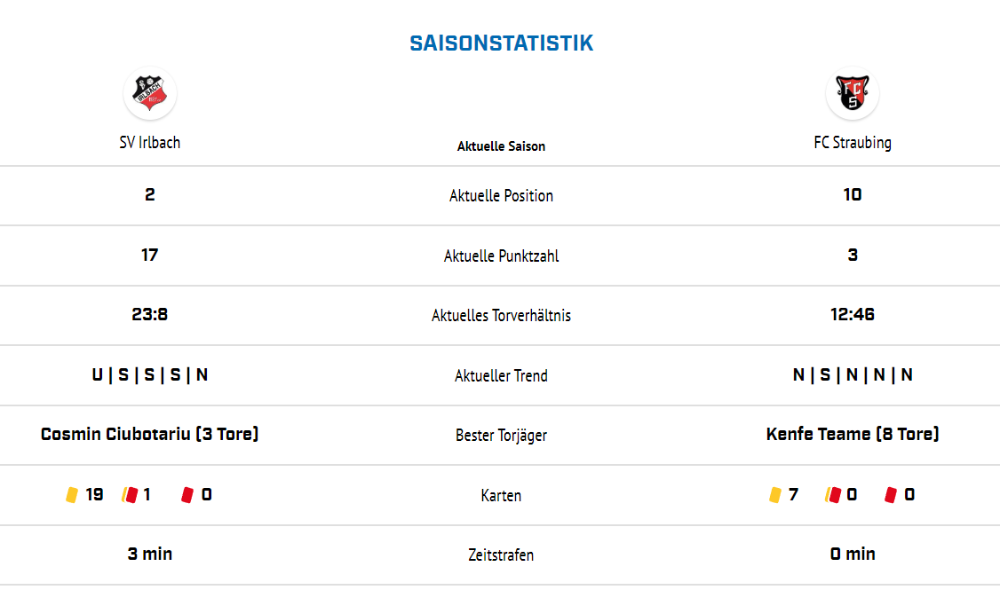 SAISONSTATISTIK
IRLBACH
FC
S
SV Irlbach Aktuelle Saison FC Straubing
2 Aktuelle Position 10
17 Aktuelle Punktzahl 3
23:8 Aktuelles Torverhältnis 12:46
U | S | S | S | N Aktueller Trend N | S | N | N | N
Cosmin Ciubotariu (3 Tore) Bester Torjäger Kenfe Teame (8 Tore)
19 1 0 Karten 7 0 0
3 min Zeitstrafen 0 min